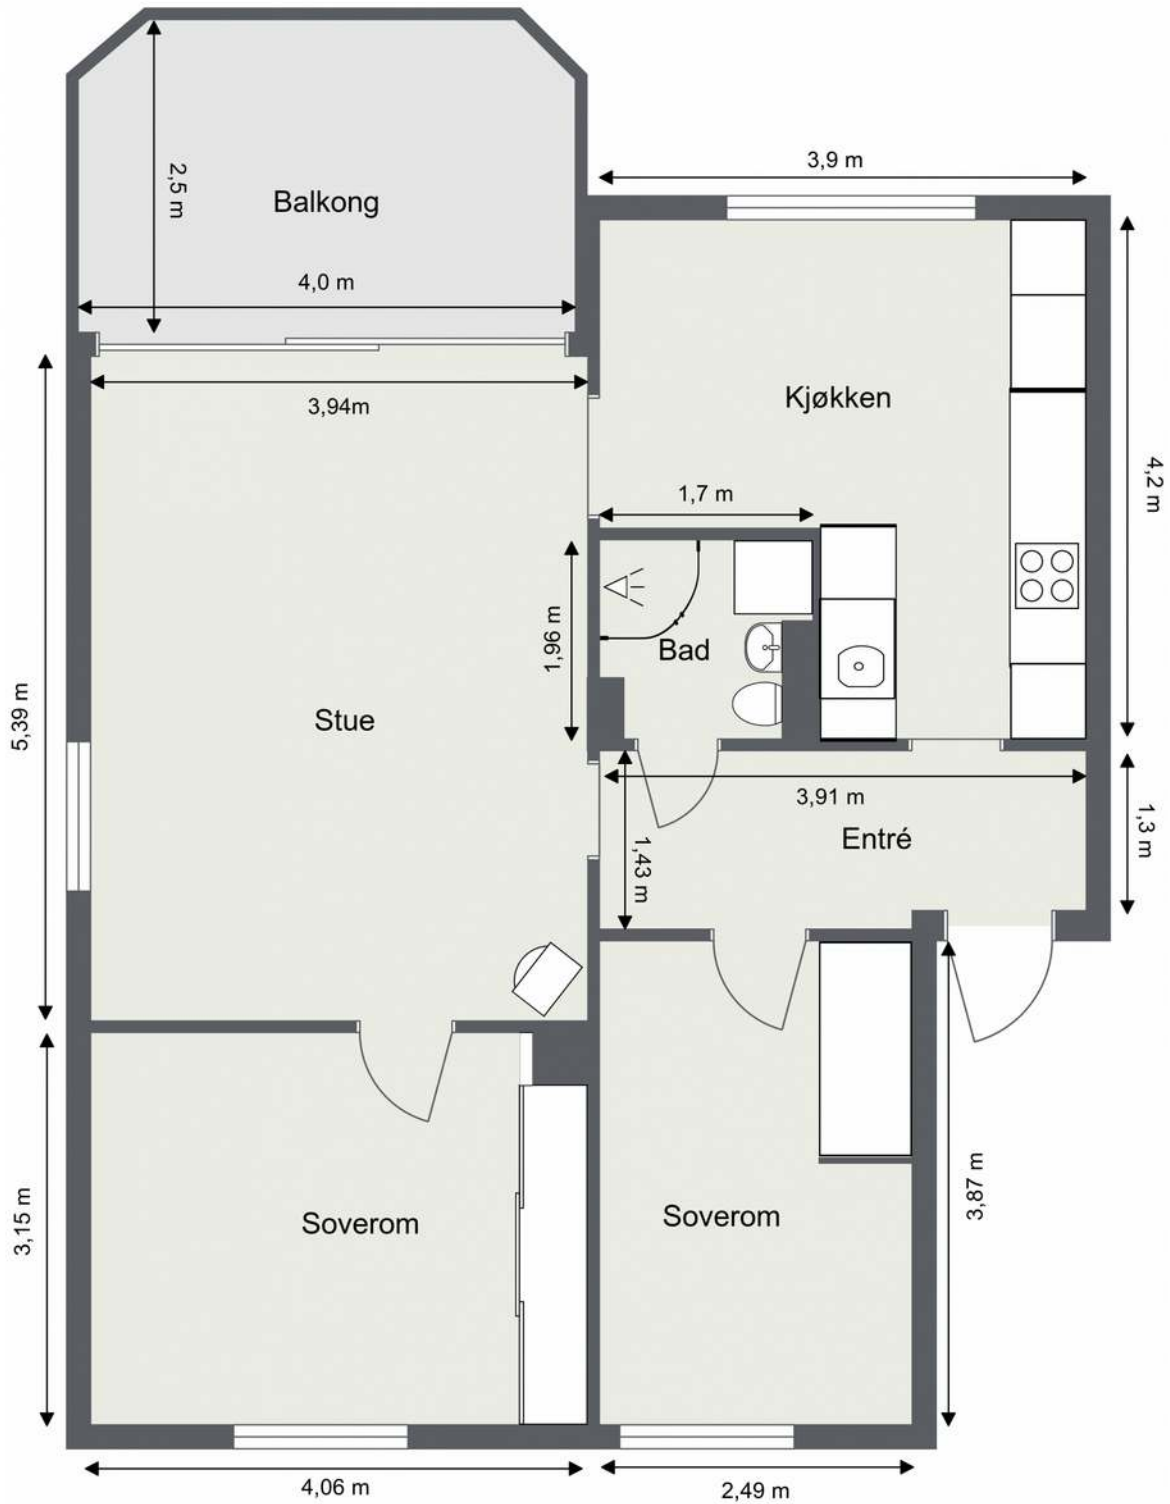 3,9 m
2,5 m
Balkong
4,0 m
3,94m
Kjøkken
4,2 m
1,7 m
1,96 m
Bad
5,39 m
Stue
3,91 m
1,3 m
Entré
1,43 m
3,87 m
3,15 m
Soverom
Soverom
4,06 m
2,49 m